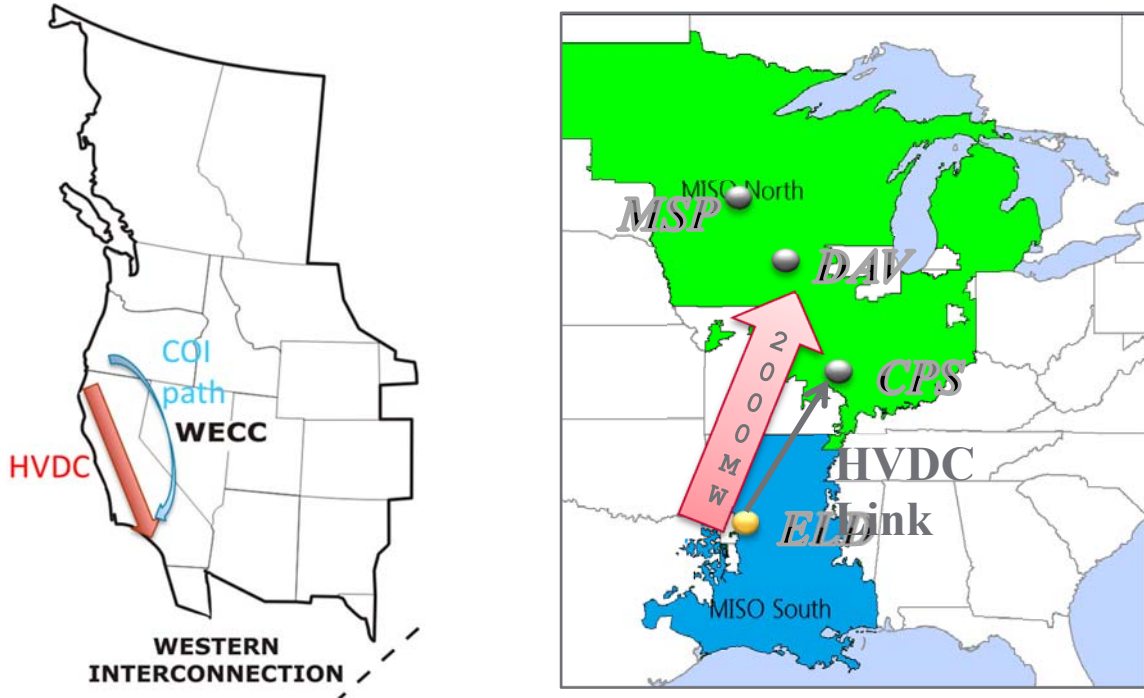 COI
path
WECC
HVDC
WESTERN
INTERCONNECTION
MISO North
MSP
DAV
2000MW
CPS
HVDC
Link
ELD
MISO South